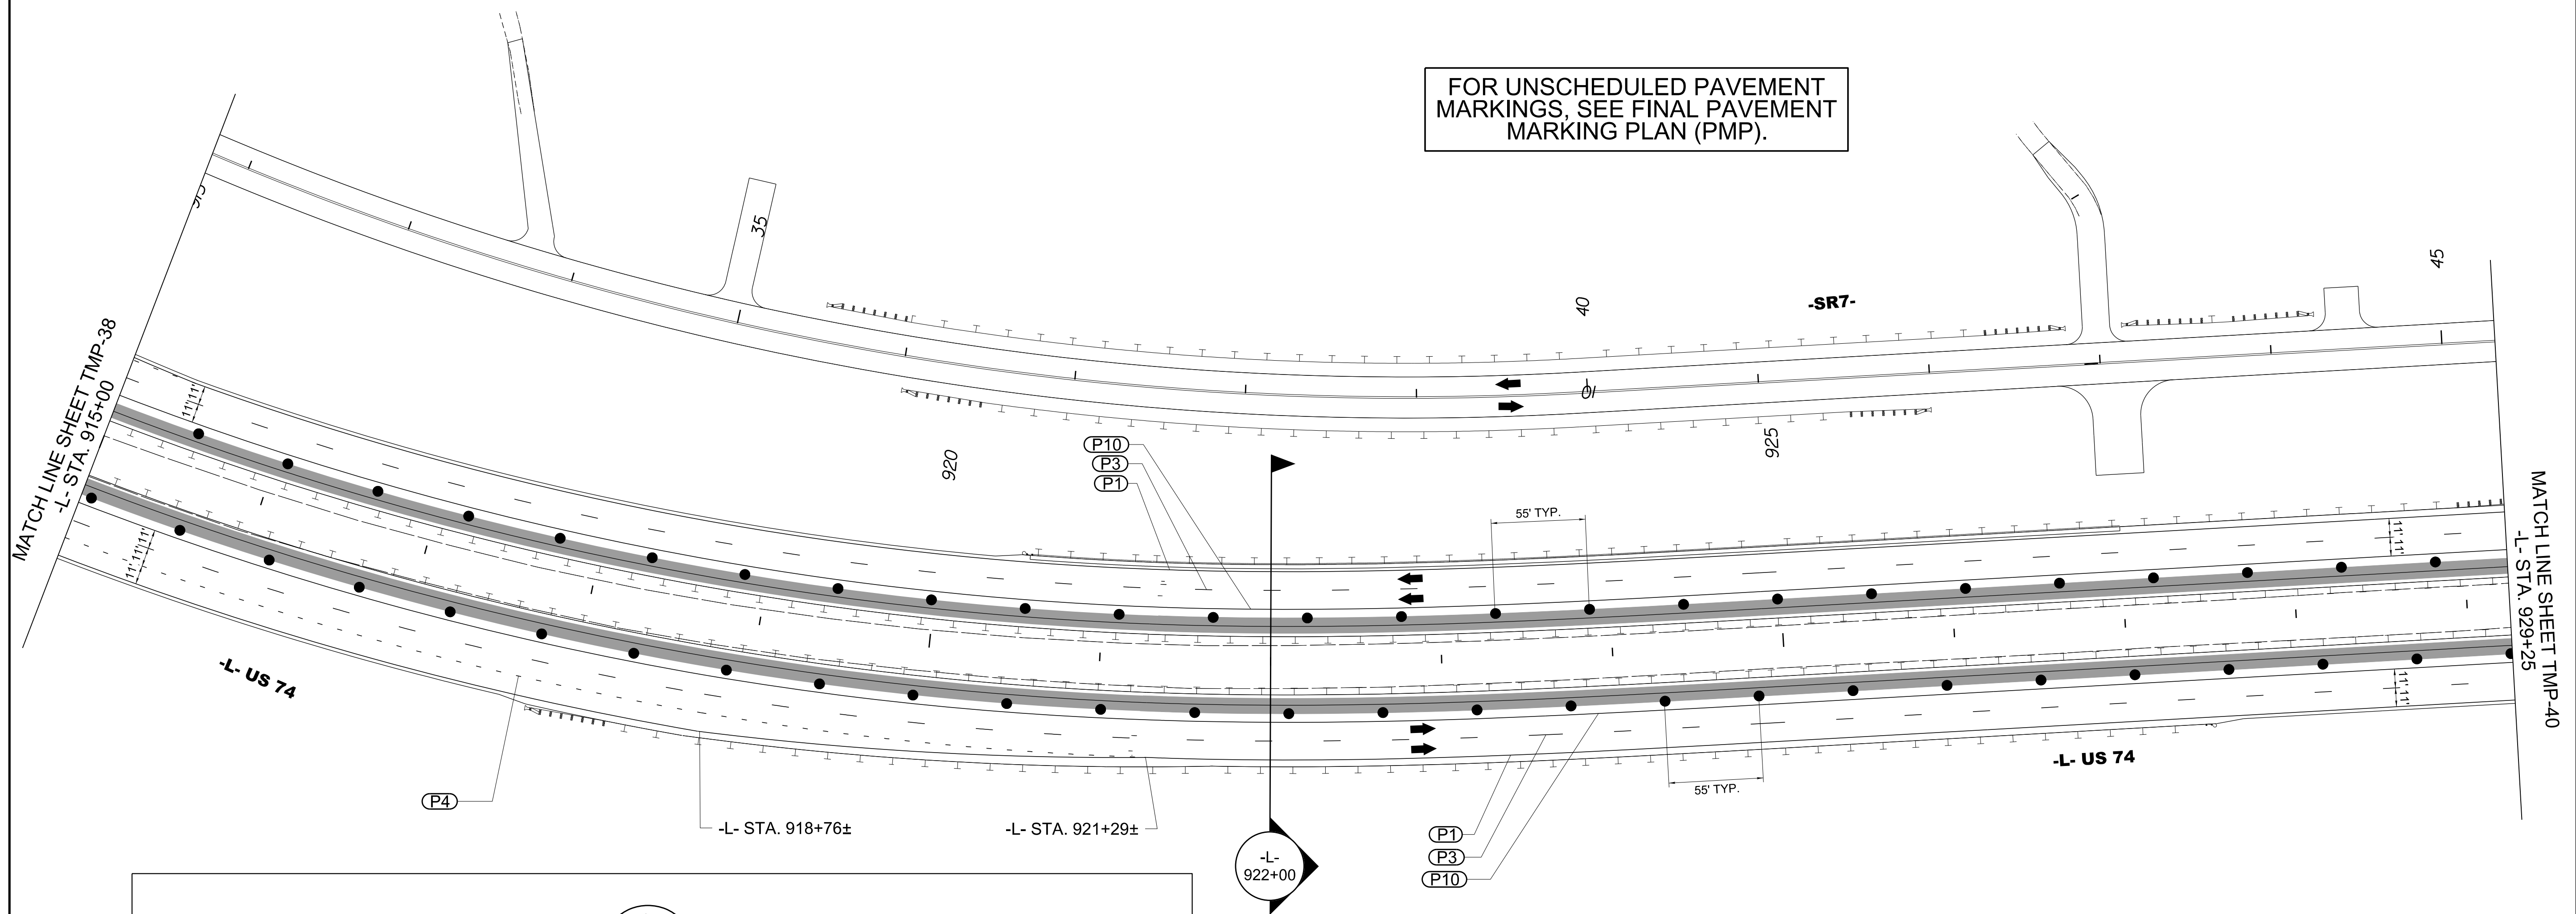 FOR UNSCHEDULED PAVEMENT
MARKINGS, SEE FINAL PAVEMENT
MARKING PLAN (PMP).
MATCH LINE SHEET TMP-38
-L- STA. 915+00
35
40
-SR7-
45
10
11' 11'
920
P10
P3
P1
925
55' TYP.
11' 11'
MATCH LINE SHEET TMP-40
-L- STA. 929+25
11' 11' 11'
-L- US 74
11' 11'
55' TYP.
-L- US 74
P4
-L- STA. 918+76±
-L- STA. 921+29±
-L-
922+00
P1
P3
P10